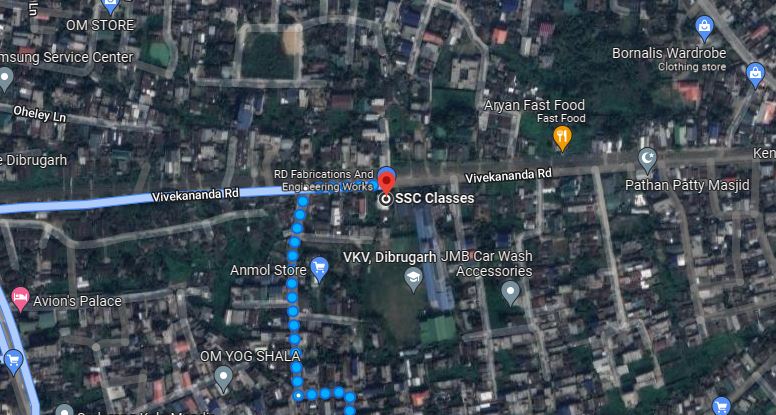 Ln
OM STORE
msung Service Center
Bornalis Wardrobe
Clothing store
Oheley Ln
Aryan Fast Food
Fast Food
e Dibrugarh
Ken
RD Fabrications And
Engineering Works
Vivekananda Rd
Vivekananda Rd
Pathan Patty Masjid
SSC Classes
VKV, Dibrugarh
JMB Car Wash
Accessories
Anmol Store
Avion's Palace
OM YOG SHALA